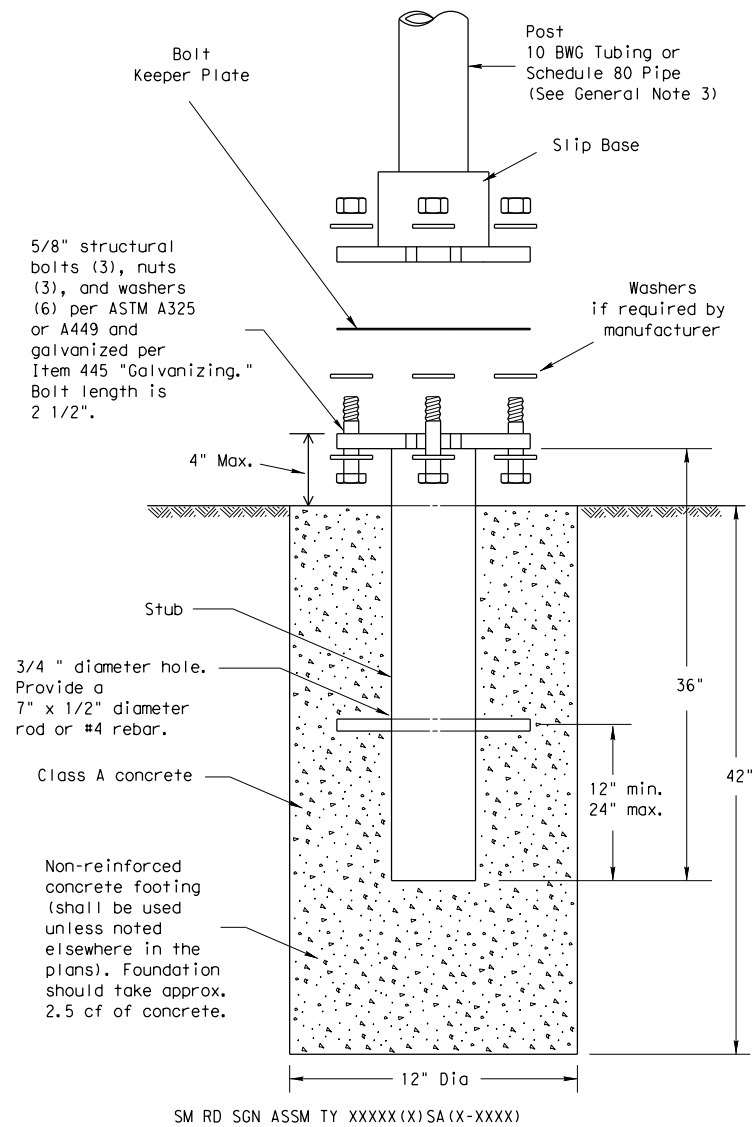 Bolt
Keeper Plate
Post
10 BWG Tubing or
Schedule 80 Pipe
(See General Note 3)
Slip Base
5/8" structural
bolts (3), nuts
(3), and washers
(6) per ASTM A325
or A449 and
galvanized per
Item 445 "Galvanizing."
Bolt length is
2 1/2".
Washers
if required by
manufacturer
4" Max.
Stub
3/4 " diameter hole.
Provide a
7" x 1/2" diameter
rod or #4 rebar.
36"
Class A concrete
12" min.
24" max.
42"
Non-reinforced
concrete footing
(shall be used
unless noted
elsewhere in the
plans). Foundation
should take approx.
2.5 cf of concrete.
12" Dia
SM RD SGN ASSM TY XXXXX(X)SA(X-XXXX)